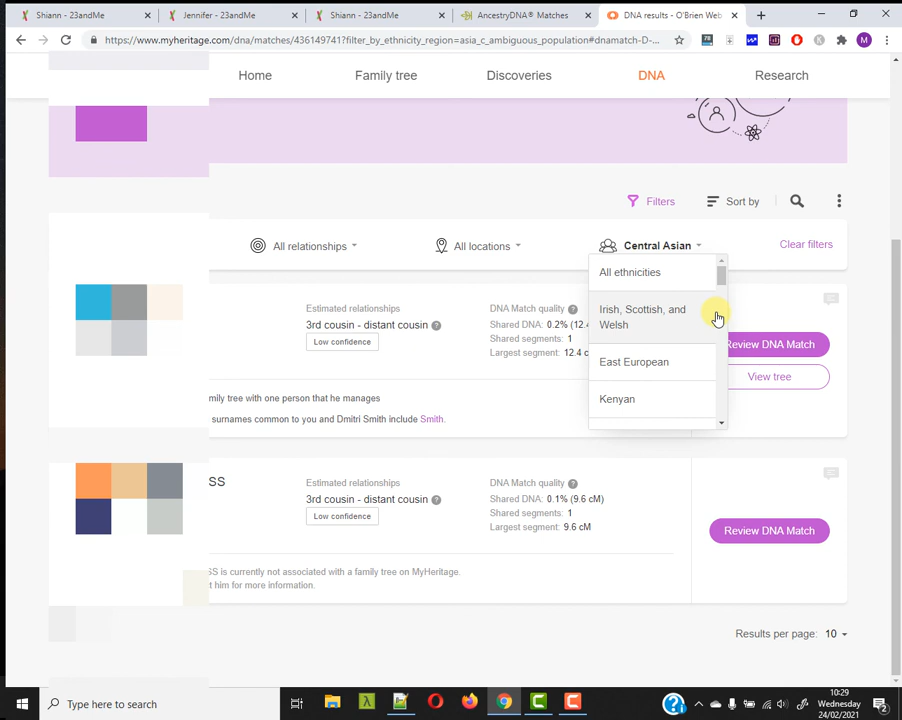 Shiann - 23andMe
Jennifer - 23andMe
Shiann - 23andMe
AncestryDNA® Matches
DNA results - O'Brien Web
https://www.myheritage.com/dna/matches/436149741?filter_by_ethnicity_region=asia_c_ambiguous_population#dnamatch-D-...
78
M
Home
Family tree
Discoveries
DNA
Research
Filters
Sort by
All relationships
All locations
Central Asian
Clear filters
All ethnicities
Irish, Scottish, and
Welsh
East European
Kenyan
Estimated relationships
3rd cousin - distant cousin
Low confidence
DNA Match quality
Shared DNA: 0.2% (12.4
Shared segments: 1
Largest segment: 12.4 c
Review DNA Match
View tree
mily tree with one person that he manages
surnames common to you and Dmitri Smith include Smith.
SS
Estimated relationships
3rd cousin - distant cousin
Low confidence
DNA Match quality
Shared DNA: 0.1% (9.6 cM)
Shared segments: 1
Largest segment: 9.6 cM
Review DNA Match
SS is currently not associated with a family tree on MyHeritage.
t him for more information.
Results per page: 10
Type here to search
10:29
Wednesday
24/02/2021
2